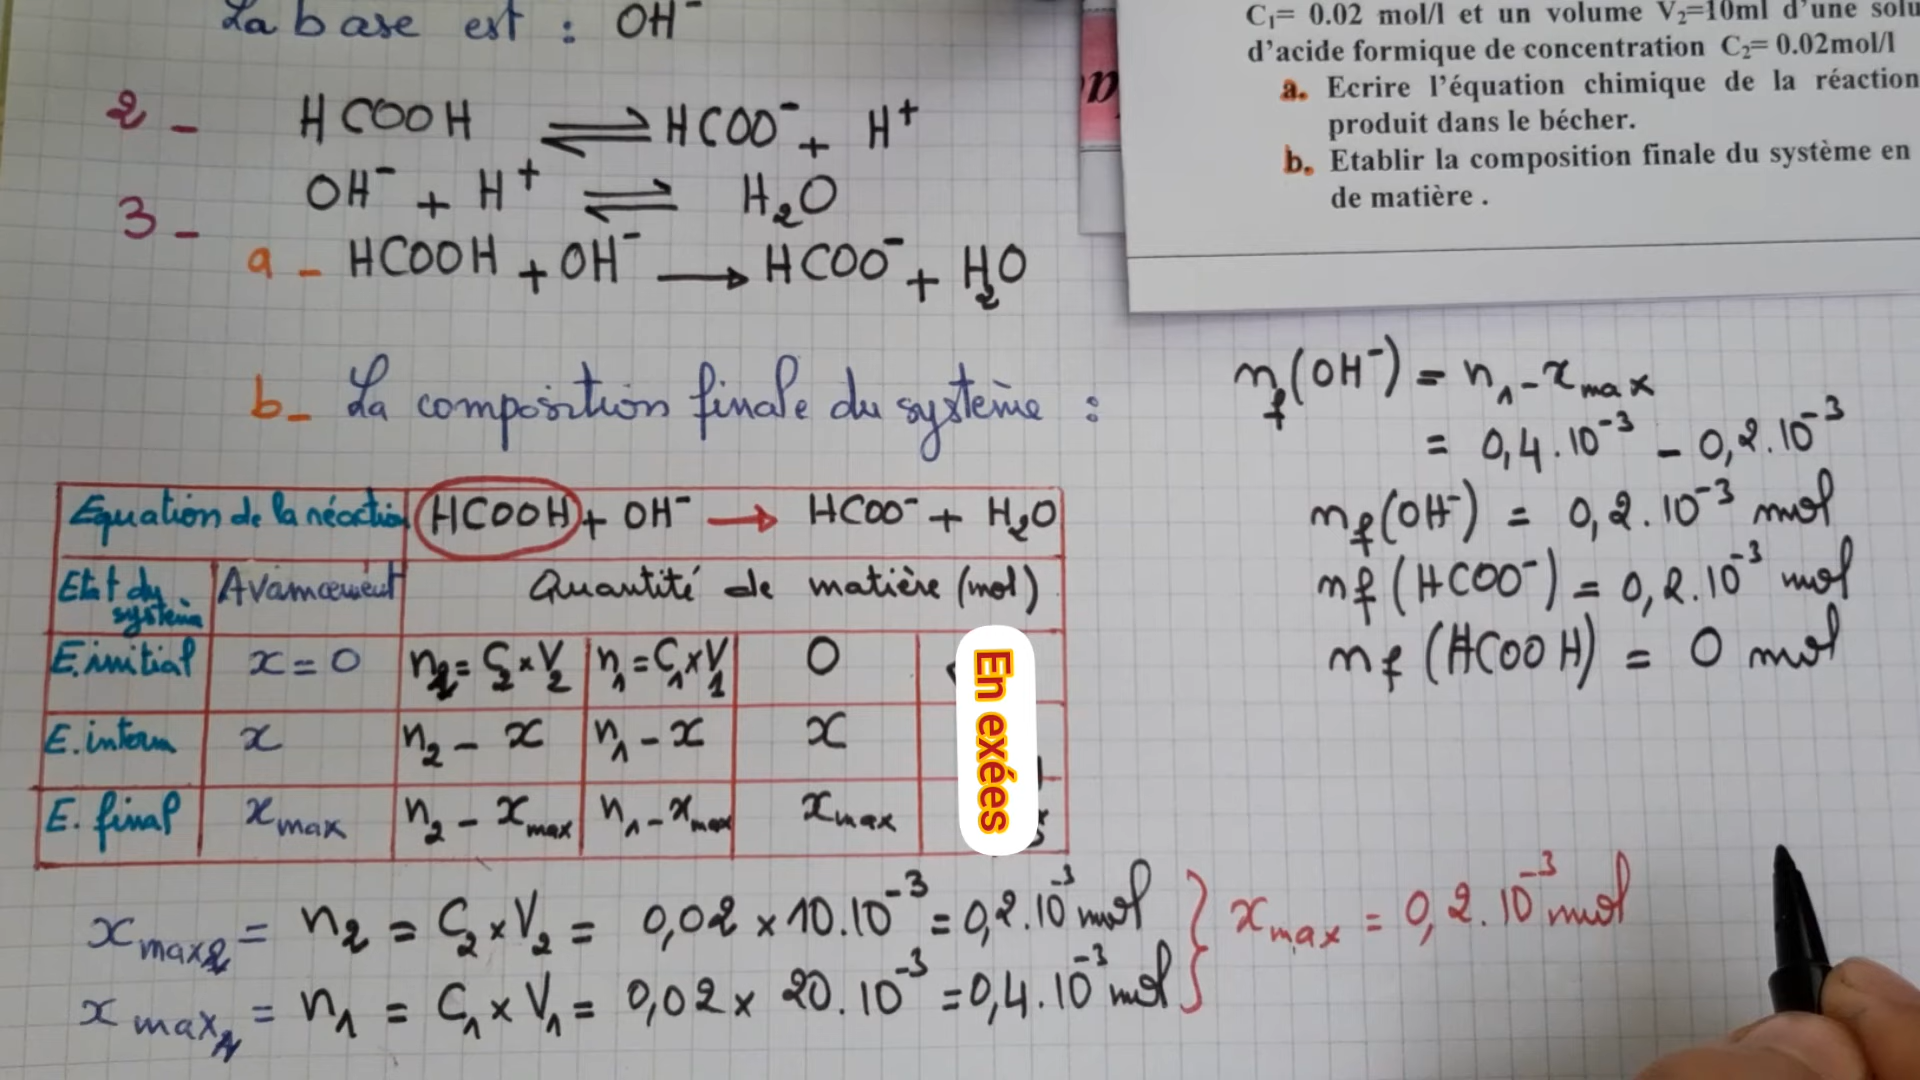 La base est : OH⁻
2 - HCOOH ⇌ HCOO⁻ + H⁺
OH⁻ + H⁺ ⇌ H₂O
3 -
a - HCOOH + OH⁻ → HCOO⁻ + H₂O
b - La composition finale du système :
Equation de la réaction HCOOH + OH⁻ → HCOO⁻ + H₂O
Etat du système Avancement Quantité de matière (mol)
E. initial x = 0 n₂ = C₂ × V₂ n₁ = C₁ × V₁ 0
E. interm x n₂ - x n₁ - x x
E. final xmax n₂ - xmax n₁ - xmax xmax
En exées
xmax₂ = n₂ = C₂ × V₂ = 0,02 × 10.10⁻³ = 0,2.10⁻³ mol
xmax₁ = n₁ = C₁ × V₁ = 0,02 × 20.10⁻³ = 0,4.10⁻³ mol
xmax = 0,2.10⁻³ mol
C₁= 0.02 mol/l et un volume V₂=10ml d'une solu
d'acide formique de concentration C₂= 0.02mol/l
a. Ecrire l'équation chimique de la réaction
produit dans le bécher.
b. Etablir la composition finale du système en
de matière .
nf(OH⁻) = n₁ - xmax
= 0,4.10⁻³ - 0,2.10⁻³
nf(OH⁻) = 0,2.10⁻³ mol
nf(HCOO⁻) = 0,2.10⁻³ mol
nf(HCOOH) = 0 mol